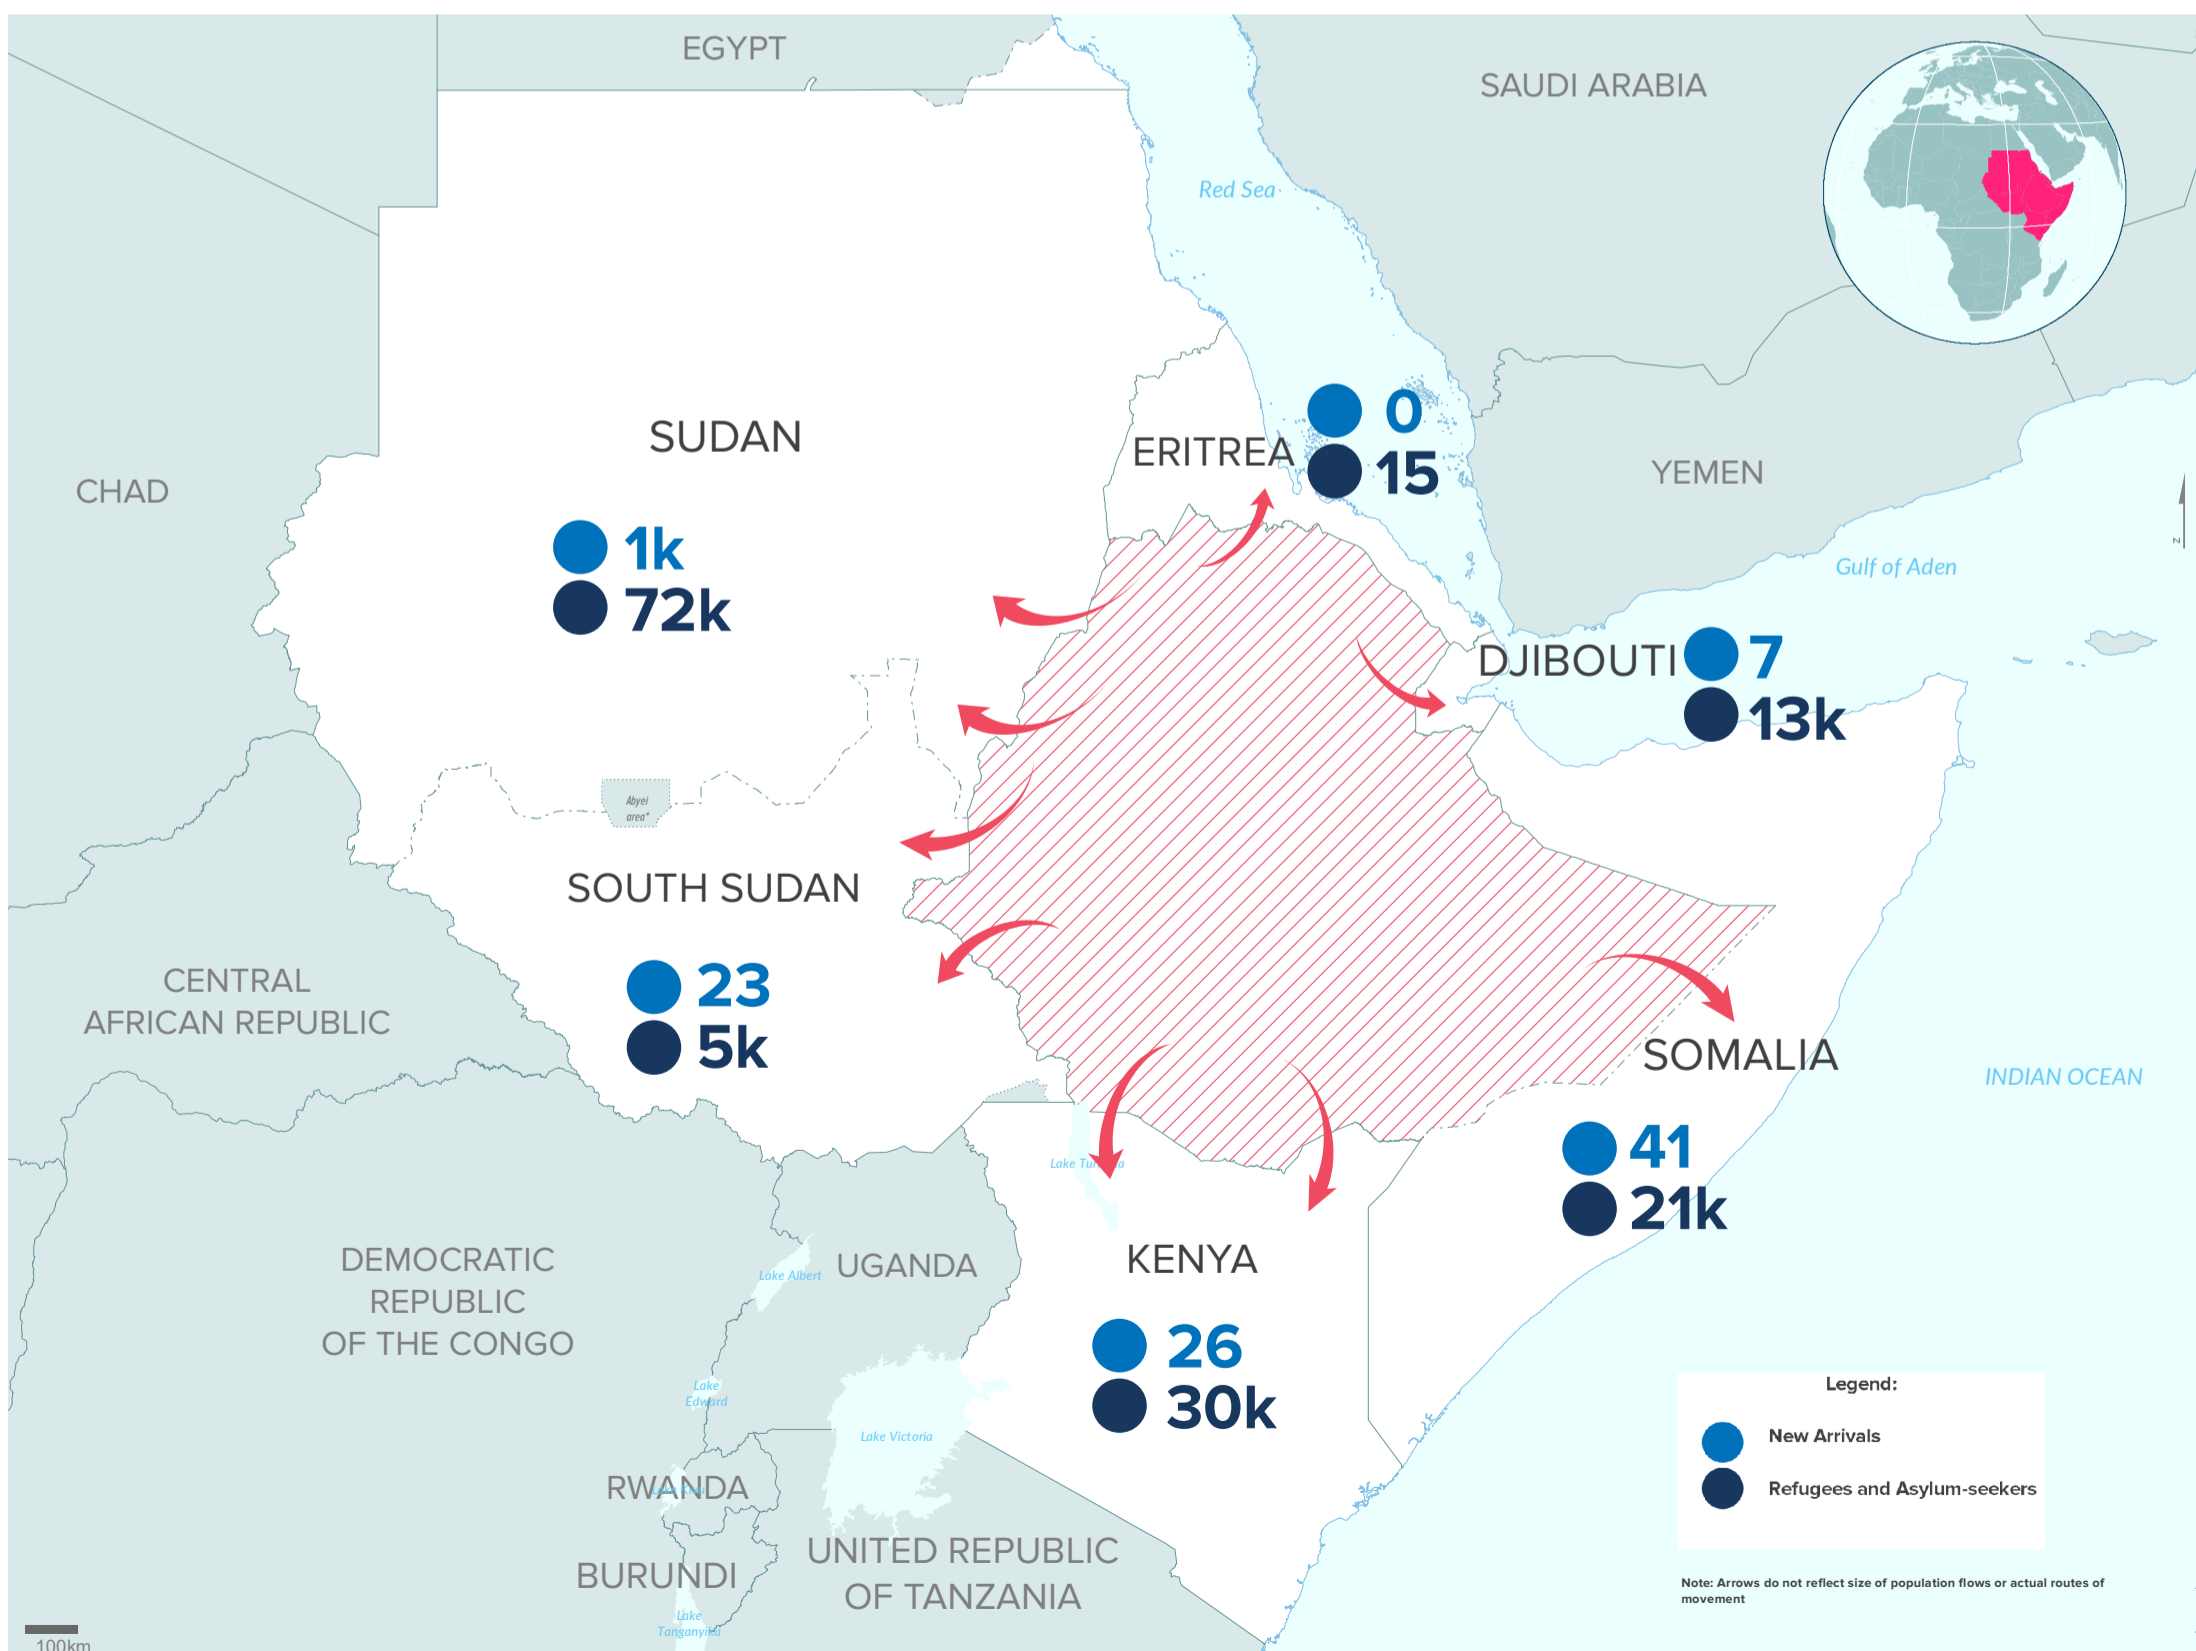 EGYPT
SAUDI ARABIA
Red Sea
SUDAN
ERITREA
0
15
YEMEN
CHAD
1k
72k
Gulf of Aden
DJIBOUTI
7
13k
Abyei
area*
SOUTH SUDAN
23
5k
CENTRAL
AFRICAN REPUBLIC
SOMALIA
INDIAN OCEAN
41
21k
Lake
DEMOCRATIC
REPUBLIC
OF THE CONGO
UGANDA
Lake Albert
KENYA
26
30k
Lake
Edward
Lake Victoria
Legend:
New Arrivals
Refugees and Asylum-seekers
RWANDA
BURUNDI
UNITED REPUBLIC
OF TANZANIA
Lake
Tanganyika
Note: Arrows do not reflect size of population flows or actual routes of
movement
100km
N